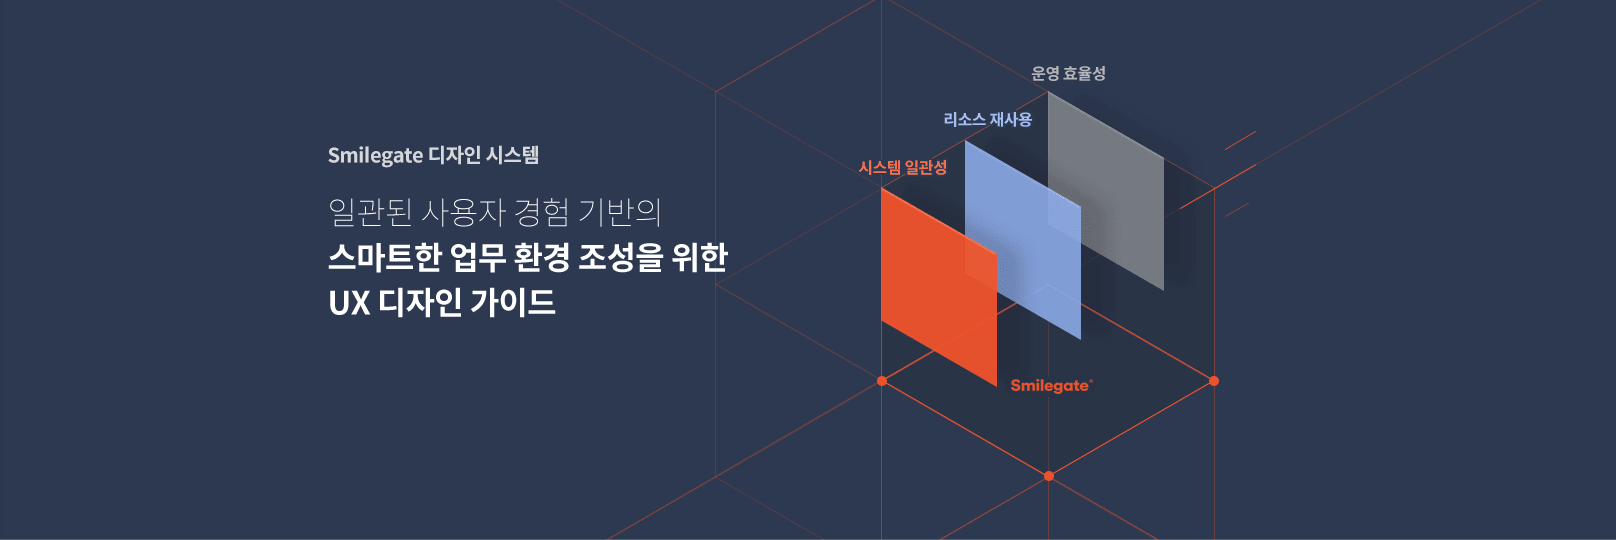 Smilegate 디자인 시스템
일관된 사용자 경험 기반의
스마트한 업무 환경 조성을 위한
UX 디자인 가이드
운영 효율성
리소스 재사용
시스템 일관성
Smilegate®